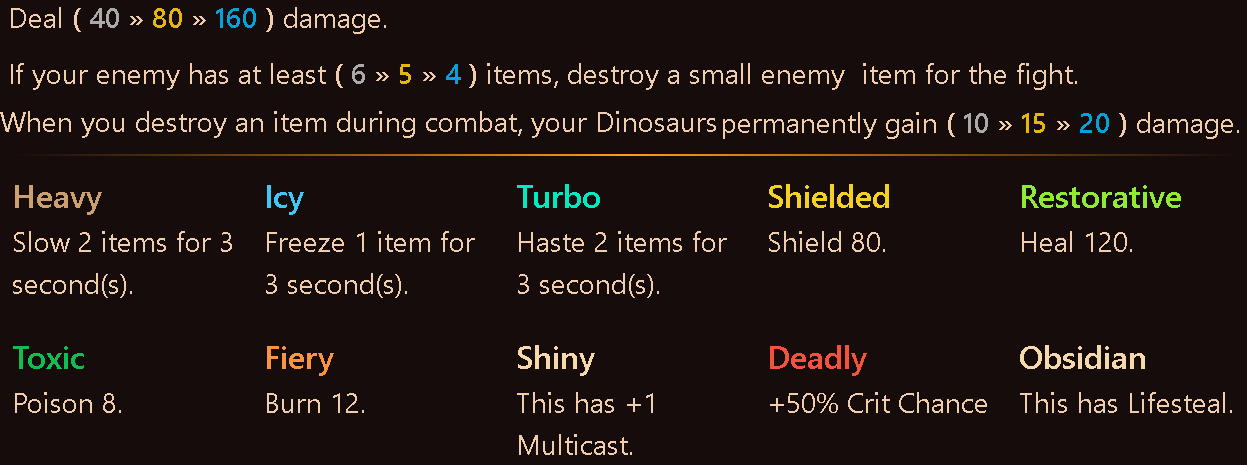 Deal ( 40 » 80 » 160 ) damage.
If your enemy has at least ( 6 » 5 » 4 ) items, destroy a small enemy item for the fight.
When you destroy an item during combat, your Dinosaurs permanently gain ( 10 » 15 » 20 ) damage.
Heavy
Slow 2 items for 3
second(s).
Icy
Freeze 1 item for
3 second(s).
Turbo
Haste 2 items for
3 second(s).
Shielded
Shield 80.
Restorative
Heal 120.
Toxic
Poison 8.
Fiery
Burn 12.
Shiny
This has +1
Multicast.
Deadly
+50% Crit Chance
Obsidian
This has Lifesteal.